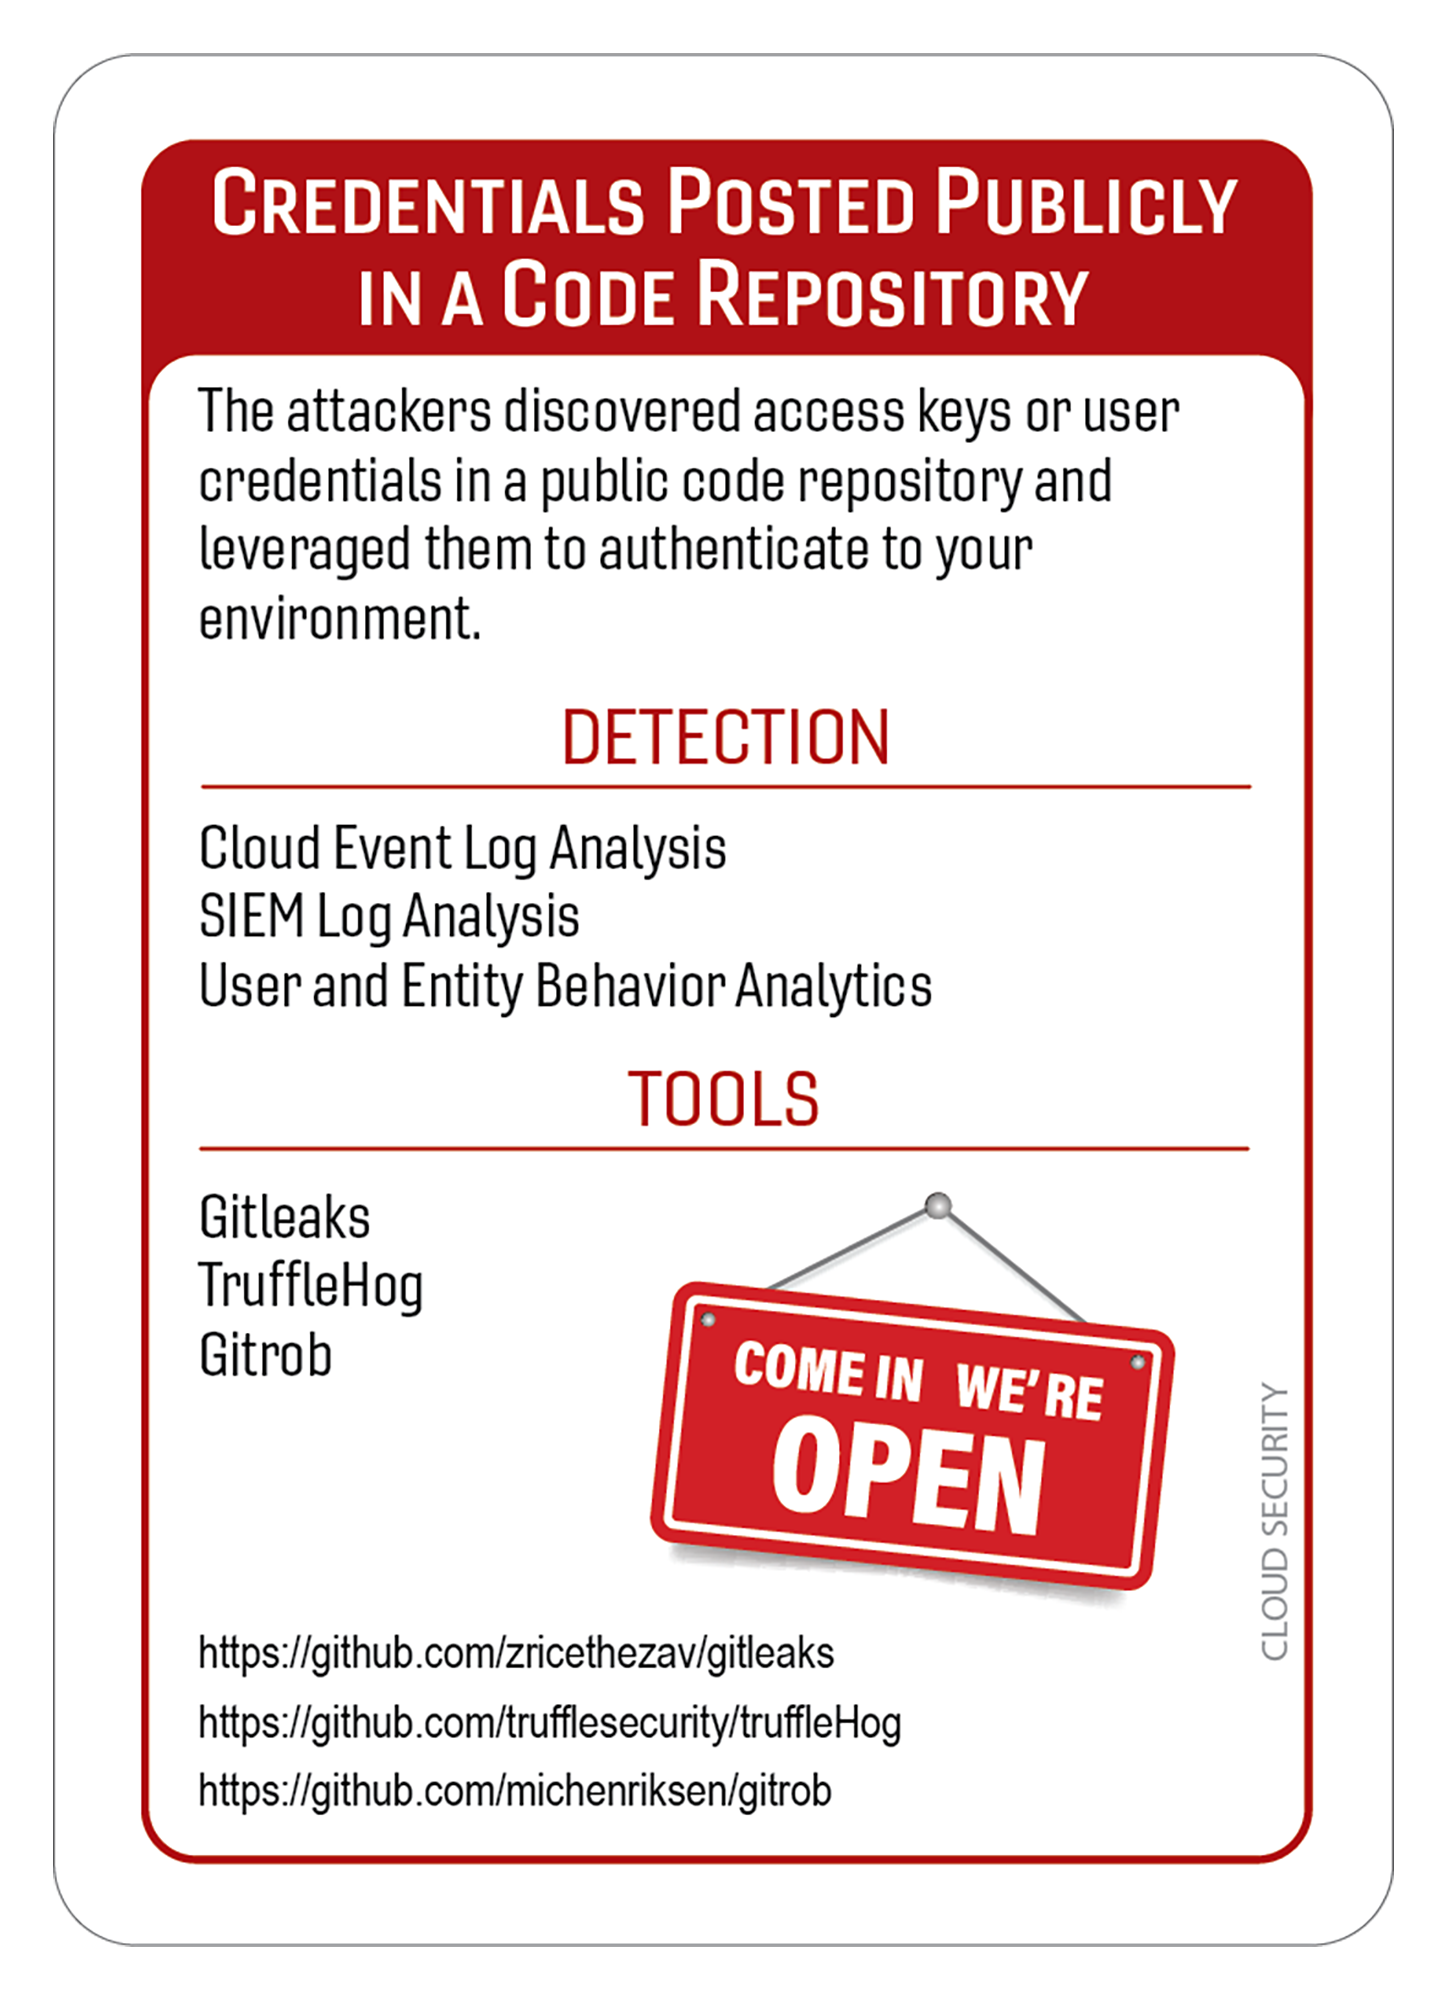 CREDENTIALS POSTED PUBLICLY
IN A CODE REPOSITORY
The attackers discovered access keys or user
credentials in a public code repository and
leveraged them to authenticate to your
environment.
DETECTION
Cloud Event Log Analysis
SIEM Log Analysis
User and Entity Behavior Analytics
TOOLS
Gitleaks
TruffleHog
Gitrob
COME IN WE'RE
OPEN
CLOUD SECURITY
https://github.com/zricethezav/gitleaks
https://github.com/trufflesecurity/truffleHog
https://github.com/michenriksen/gitrob